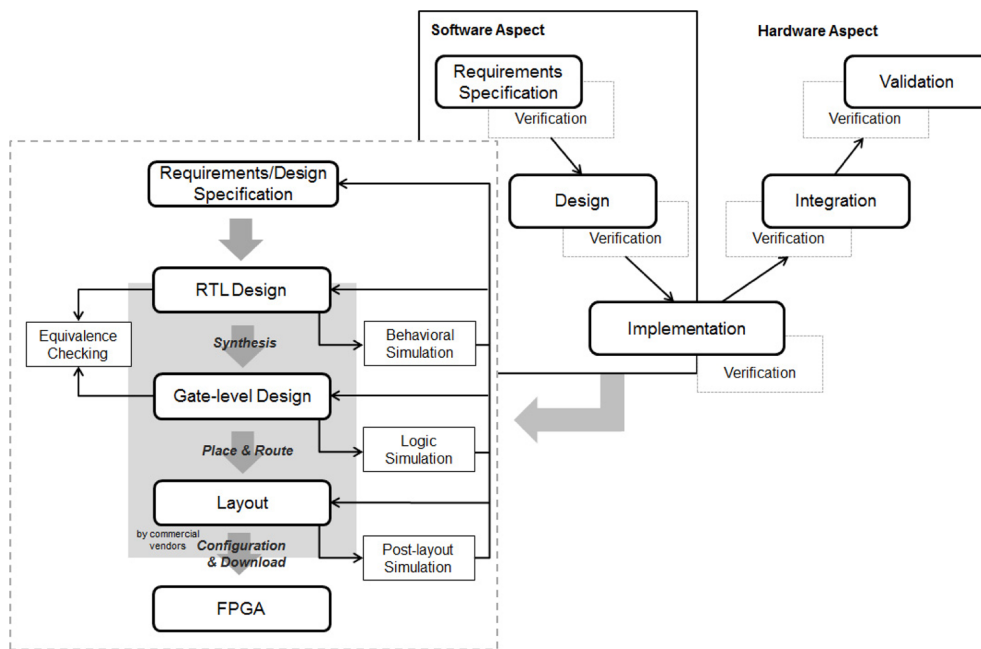 Software Aspect
Hardware Aspect
Requirements
Specification
Verification
Validation
Verification
Design
Verification
Integration
Verification
Implementation
Verification
Requirements/Design
Specification
RTL Design
Equivalence
Checking
Synthesis
Behavioral
Simulation
Gate-level Design
Place & Route
Logic
Simulation
Layout
by commercial
vendors
Configuration
& Download
Post-layout
Simulation
FPGA